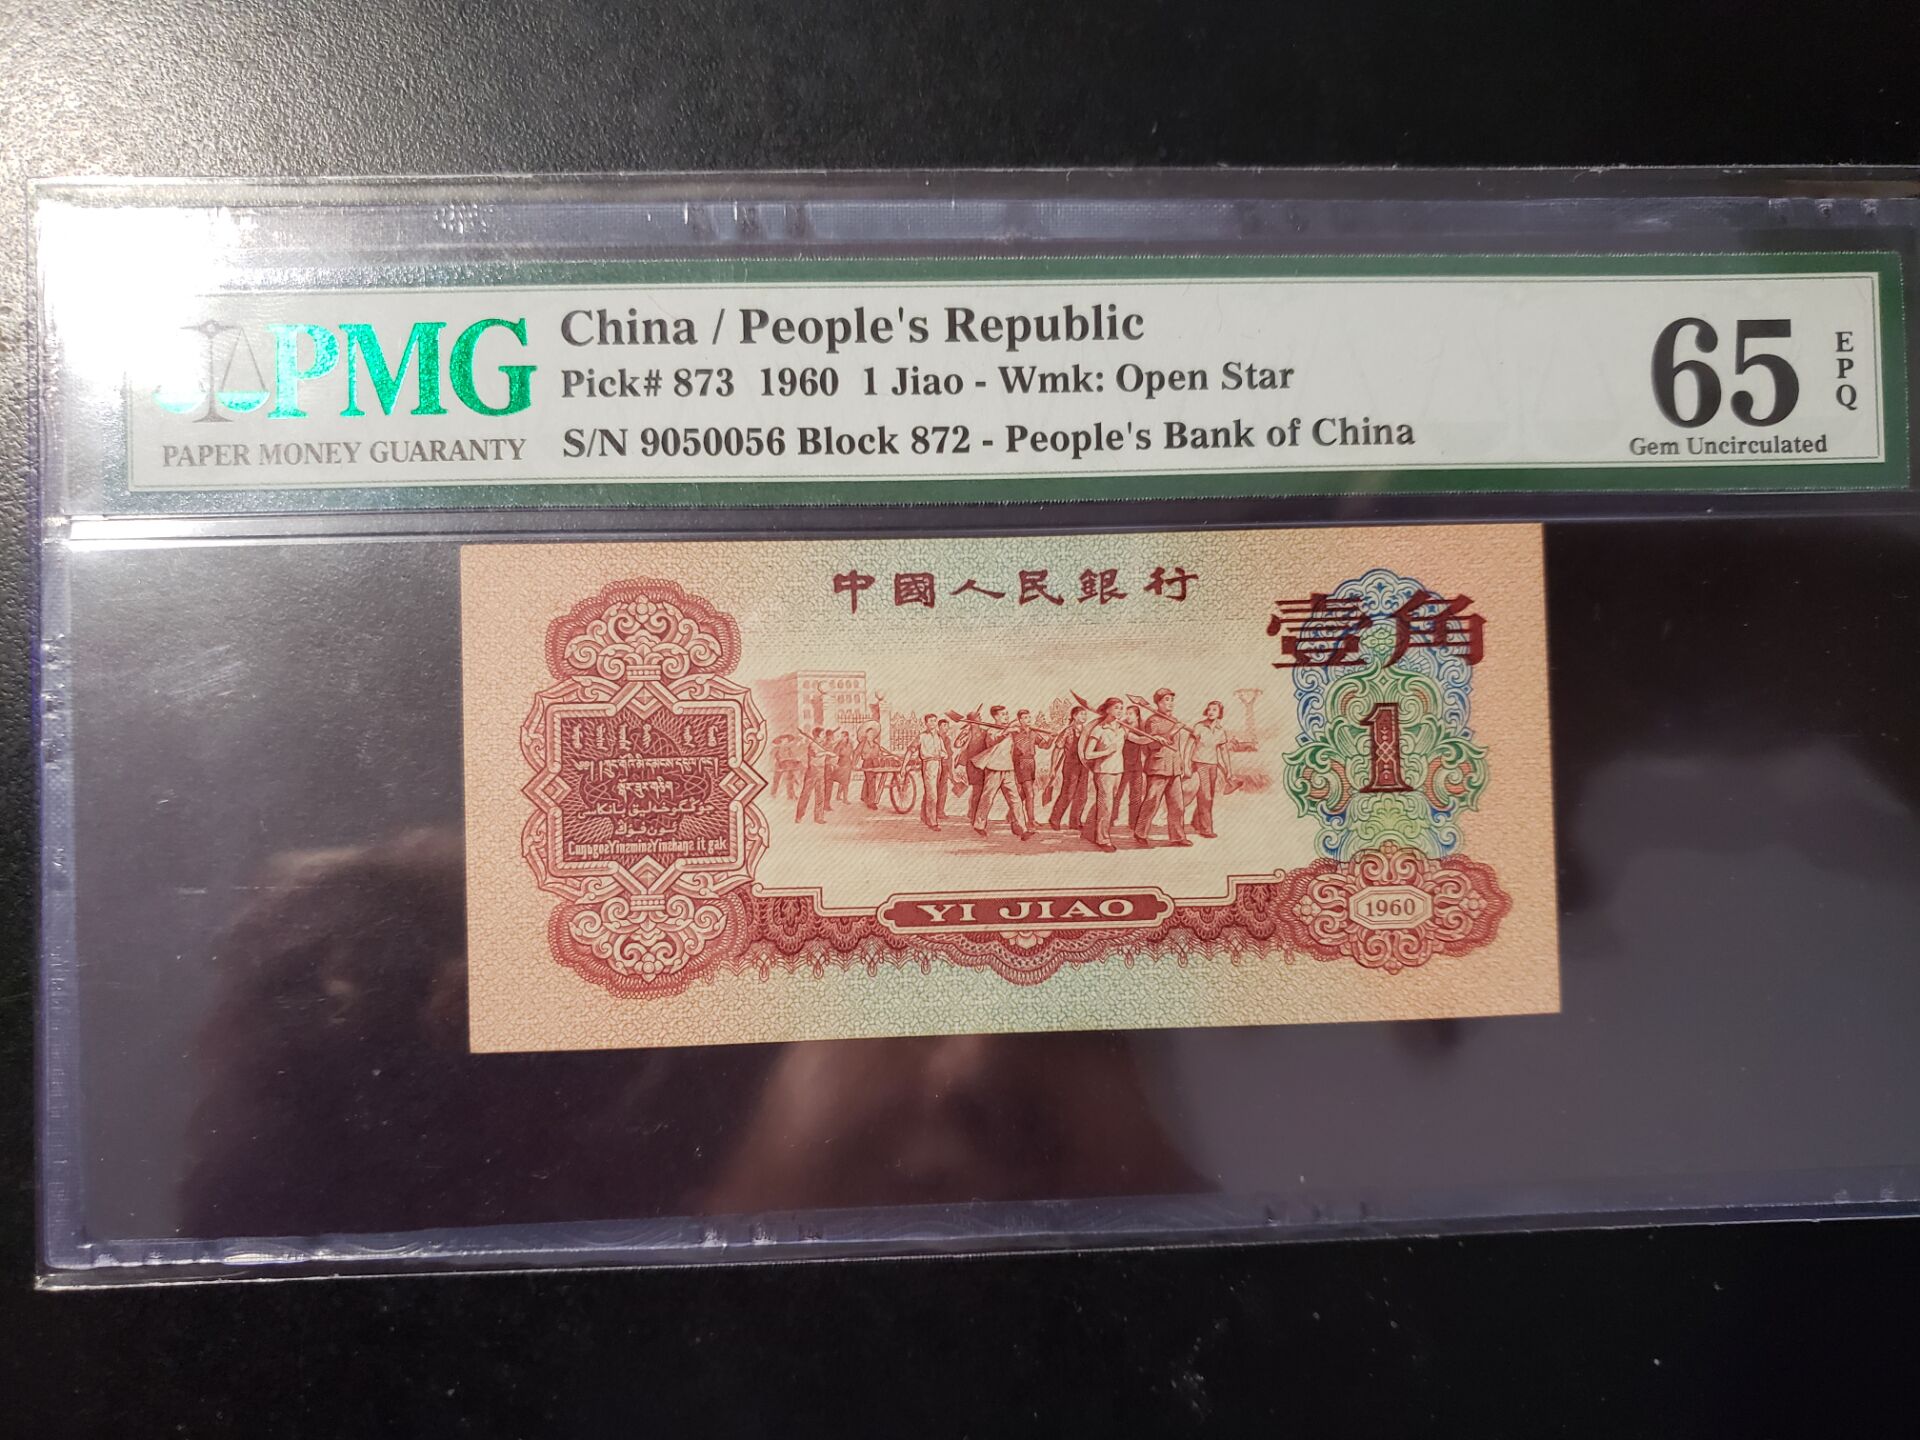 PMG
PAPER MONEY GUARANTY
China / People's Republic
Pick# 873 1960 1 Jiao - Wmk: Open Star
S/N 9050056 Block 872 - People's Bank of China
65
EPQ
Gem Uncirculated
中國人民銀行
壹角
1
YI JIAO
1960